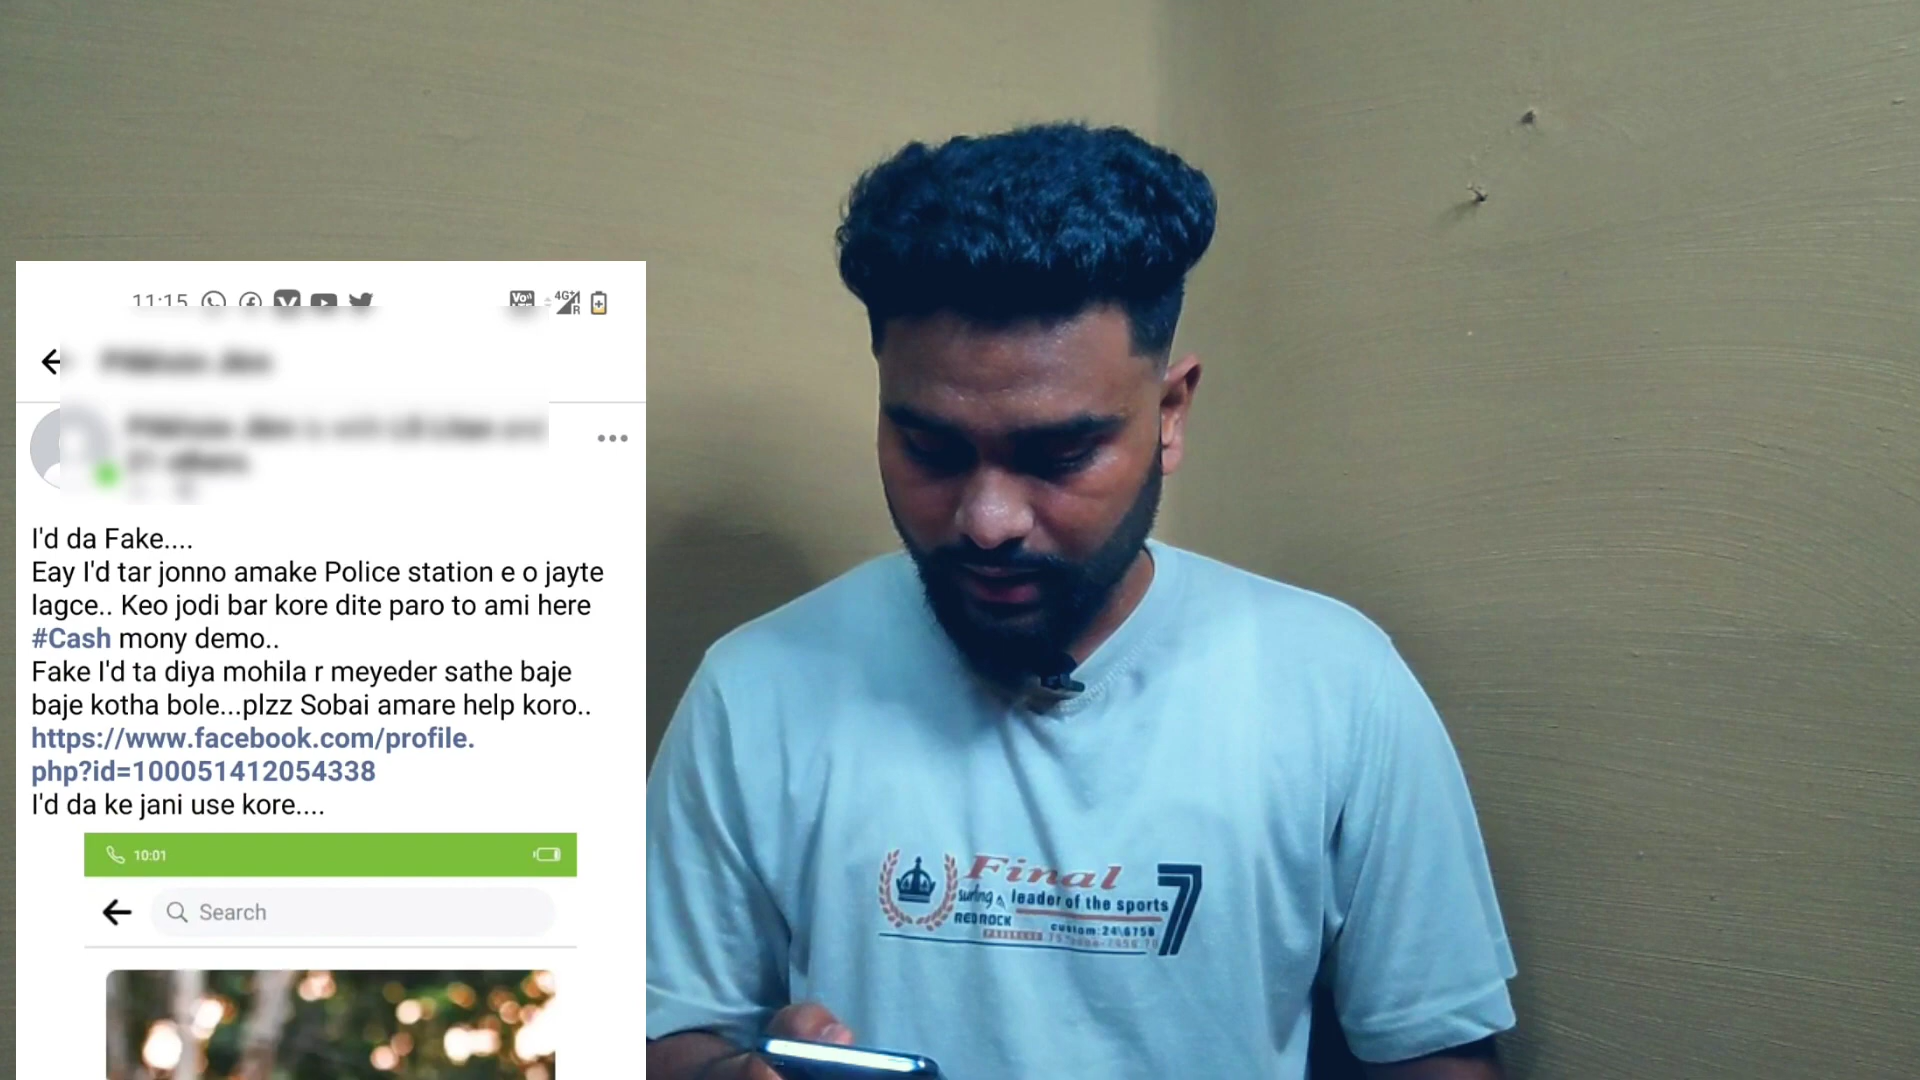 11:15
I'd da Fake....
Eay I'd tar jonno amake Police station e o jayte
lagce.. Keo jodi bar kore dite paro to ami here
#Cash mony demo..
Fake I'd ta diya mohila r meyeder sathe baje
baje kotha bole...plzz Sobai amare help koro..
https://www.facebook.com/profile.
php?id=100051412054338
I'd da ke jani use kore....
10:01
Search
Final
surfing leader of the sports
REDROCK
7